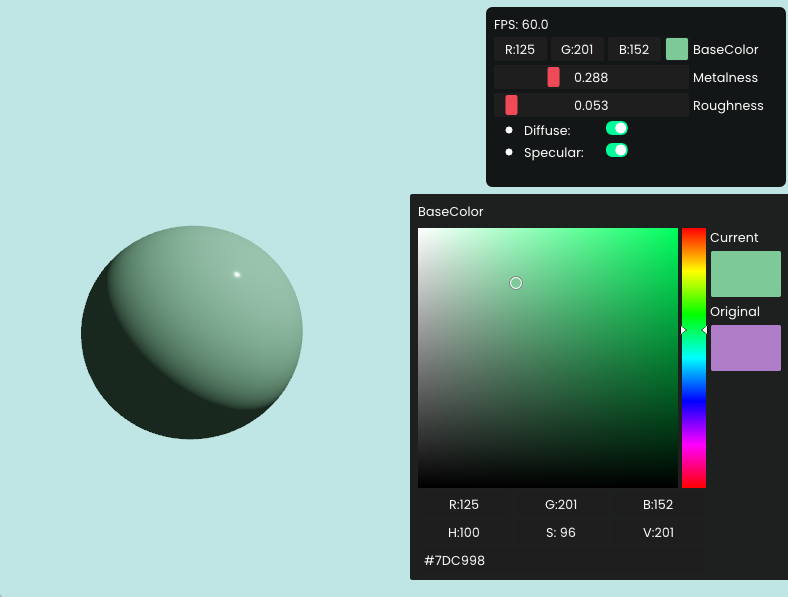 FPS: 60.0
R:125 G:201 B:152 BaseColor
0.288 Metalness
0.053 Roughness
Diffuse:
Specular:
BaseColor
Current
Original
R:125 G:201 B:152
H:100 S: 96 V:201
#7DC998